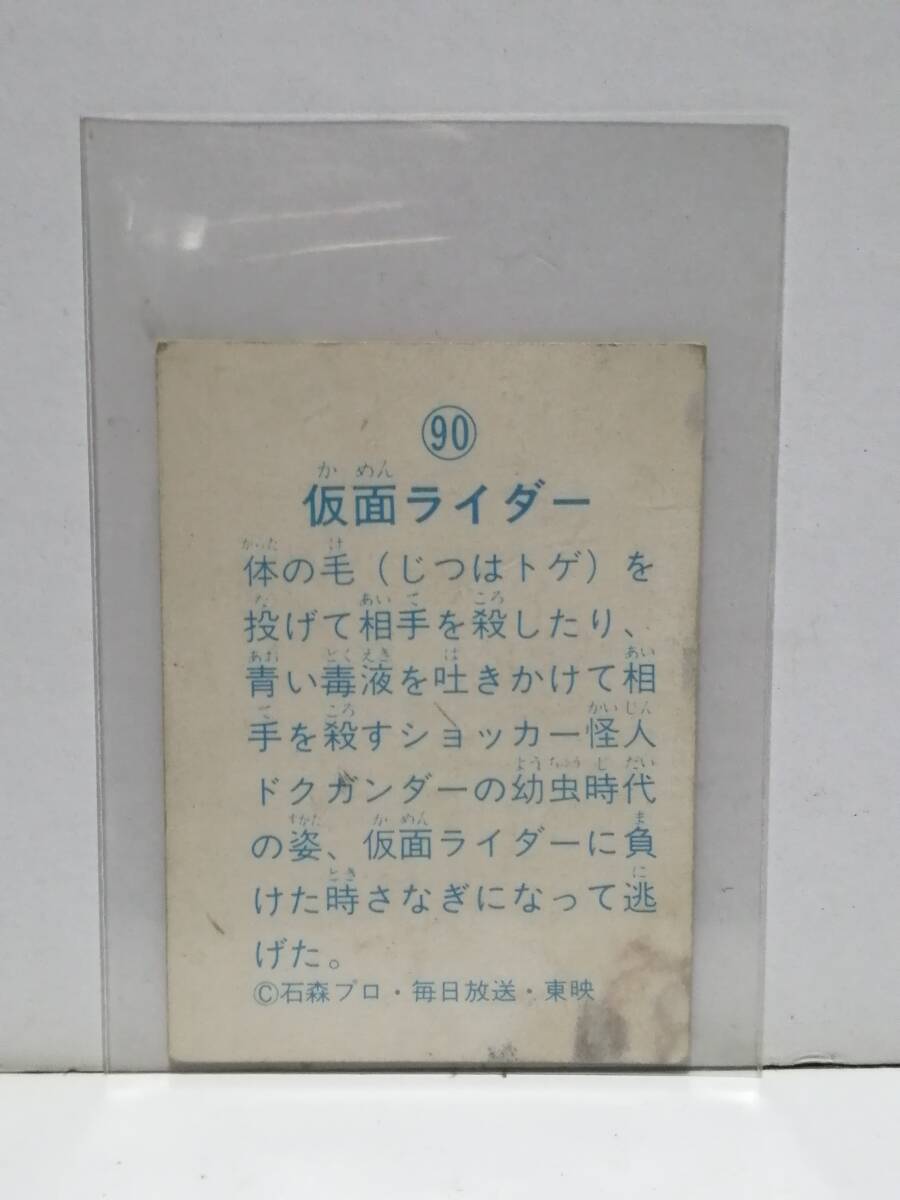 90
仮面ライダー
体の毛（じつはトゲ）を
投げて相手を殺したり、
青い毒液を吐きかけて相
手を殺すショッカー怪人
ドクガンダーの幼虫時代
の姿、仮面ライダーに負
けた時さなぎになって逃
げた。
©石森プロ・毎日放送・東映